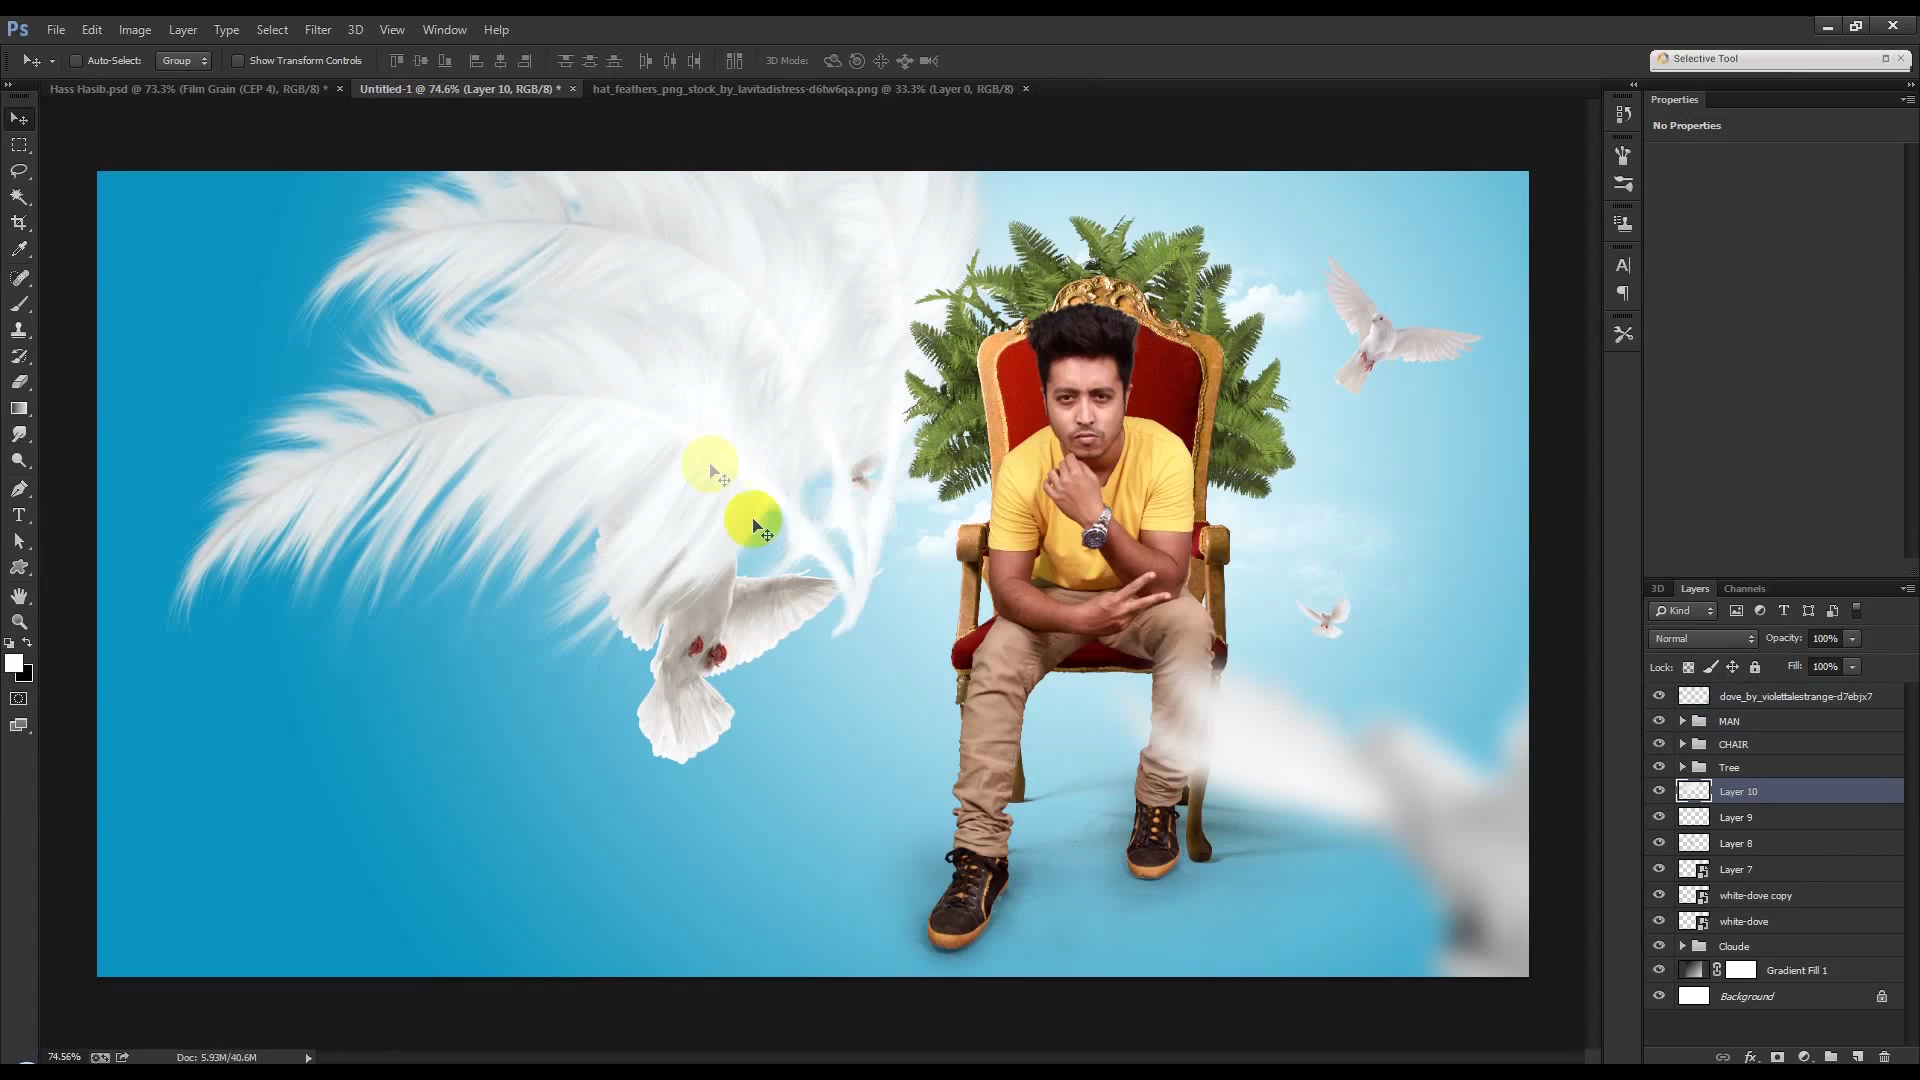 Ps File Edit Image Layer Type Select Filter 3D View Window Help
Auto-Select: Group Show Transform Controls 3D Mode: Selective Tool
Hass Hasib.psd @ 73.3% (Film Grain (CEP 4), RGB/8) * × Untitled-1 @ 74.6% (Layer 10, RGB/8) * × hat_feathers_png_stock_by_lavitadistress-d6tw6qa.png @ 33.3% (Layer 0, RGB/8) ×
Properties
No Properties
3D Layers Channels
Kind
Normal Opacity: 100%
Lock: Fill: 100%
dove_by_violettalestrange-d7ebjx7
MAN
CHAIR
Tree
Layer 10
Layer 9
Layer 8
Layer 7
white-dove copy
white-dove
Cloude
Gradient Fill 1
Background
74.56% Doc: 5.93M/40.6M